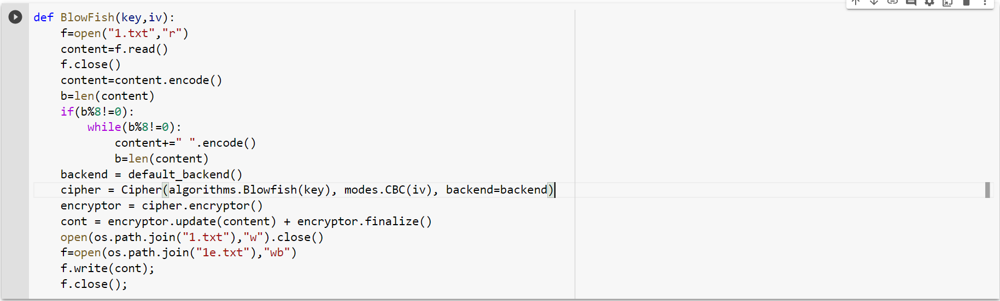 def BlowFish(key,iv):
    f=open("1.txt","r")
    content=f.read()
    f.close()
    content=content.encode()
    b=len(content)
    if(b%8!=0):
        while(b%8!=0):
            content+=" ".encode()
            b=len(content)
    backend = default_backend()
    cipher = Cipher(algorithms.Blowfish(key), modes.CBC(iv), backend=backend)
    encryptor = cipher.encryptor()
    cont = encryptor.update(content) + encryptor.finalize()
    open(os.path.join("1.txt"),"w").close()
    f=open(os.path.join("1e.txt"),"wb")
    f.write(cont);
    f.close();